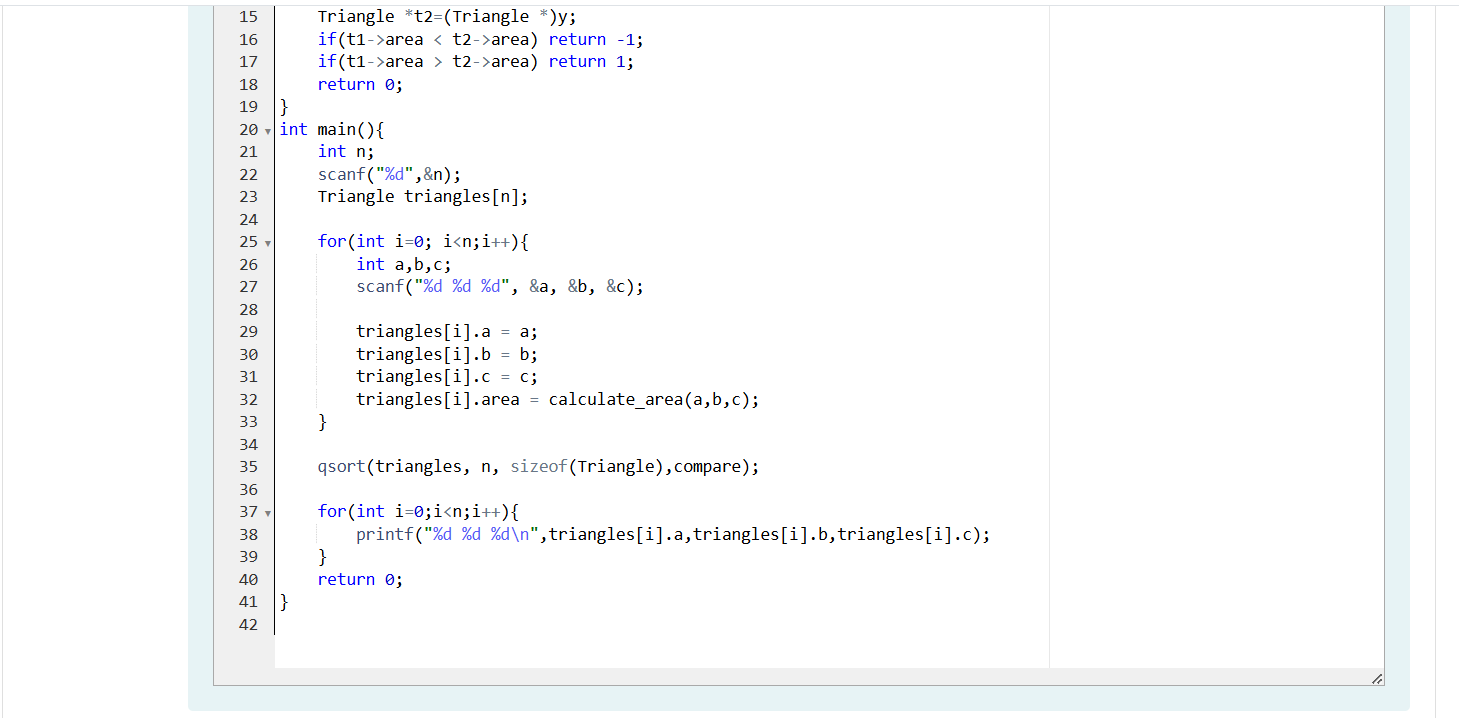 15 Triangle *t2=(Triangle *)y;
16 if(t1->area < t2->area) return -1;
17 if(t1->area > t2->area) return 1;
18 return 0;
19 }
20 int main(){
21 int n;
22 scanf("%d",&n);
23 Triangle triangles[n];
24
25 for(int i=0; i<n;i++){
26 int a,b,c;
27 scanf("%d %d %d", &a, &b, &c);
28
29 triangles[i].a = a;
30 triangles[i].b = b;
31 triangles[i].c = c;
32 triangles[i].area = calculate_area(a,b,c);
33 }
34
35 qsort(triangles, n, sizeof(Triangle),compare);
36
37 for(int i=0;i<n;i++){
38 printf("%d %d %d\n",triangles[i].a,triangles[i].b,triangles[i].c);
39 }
40 return 0;
41 }
42